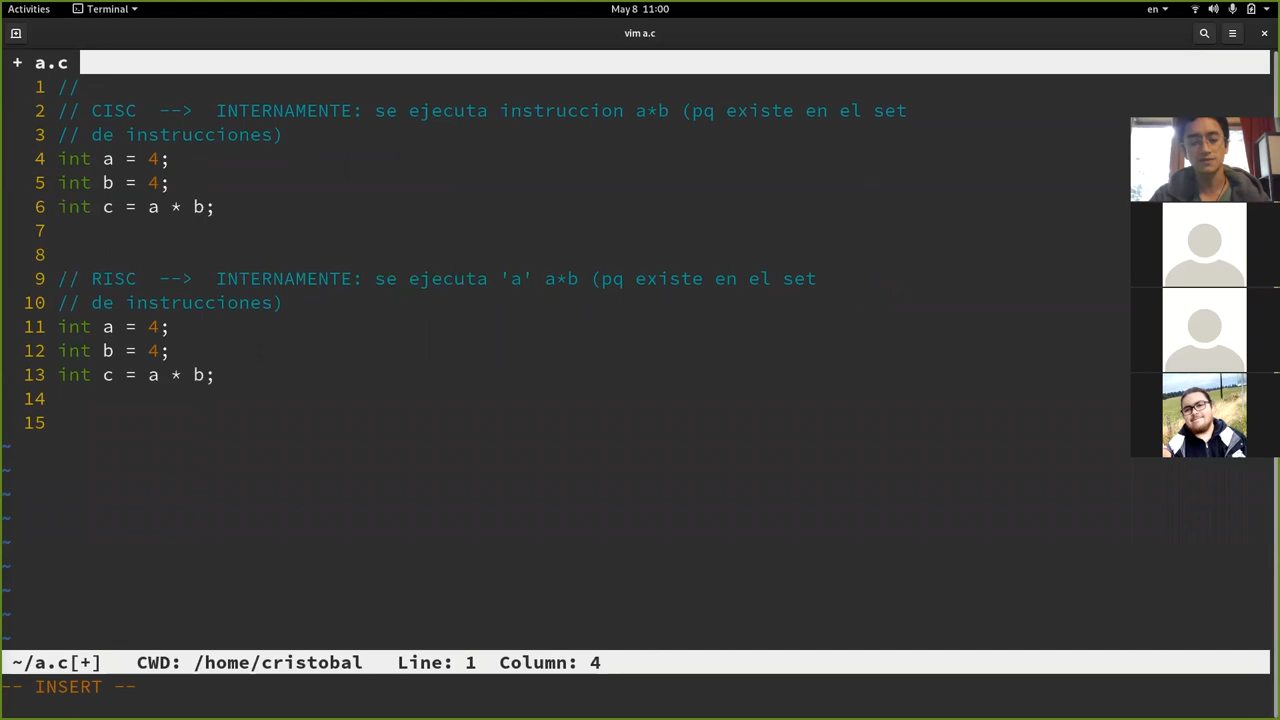 Activities Terminal May 8 11:00 en
vim a.c
+ a.c
1 //
2 // CISC --> INTERNAMENTE: se ejecuta instruccion a*b (pq existe en el set
3 // de instrucciones)
4 int a = 4;
5 int b = 4;
6 int c = a * b;
7
8
9 // RISC --> INTERNAMENTE: se ejecuta 'a' a*b (pq existe en el set
10 // de instrucciones)
11 int a = 4;
12 int b = 4;
13 int c = a * b;
14
15
~
~
~
~
~
~
~
~
~
~/a.c[+] CWD: /home/cristobal Line: 1 Column: 4
-- INSERT --